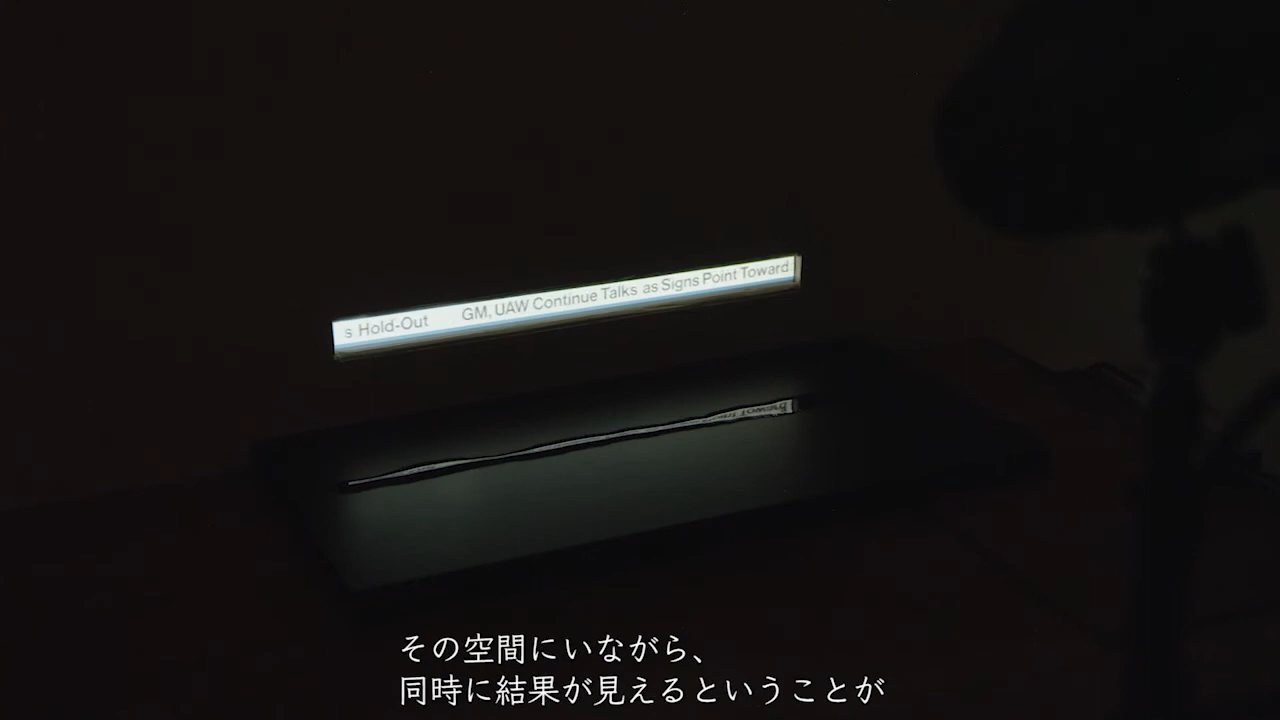 s Hold-Out GM, UAW Continue Talks as Signs Point Toward
その空間にいながら、
同時に結果が見えるということが